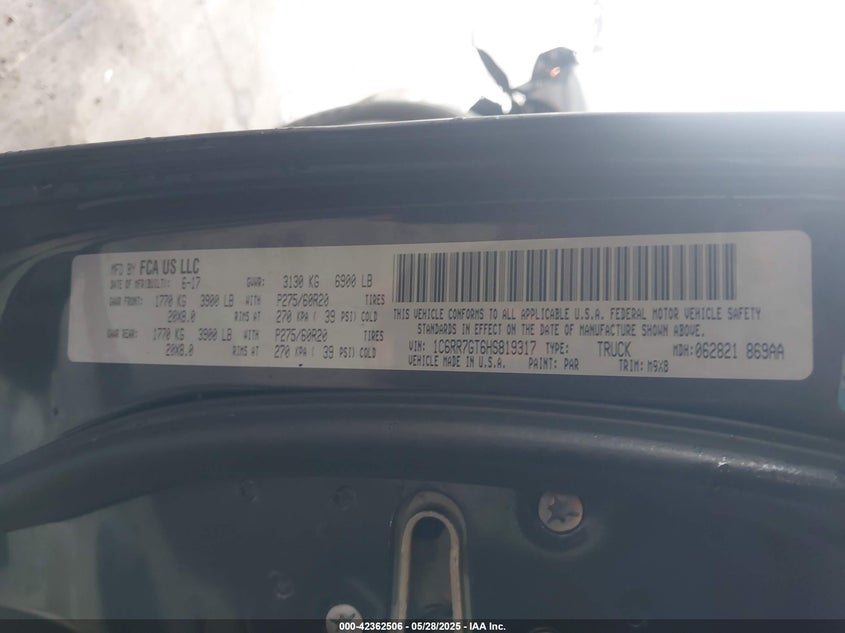 MFD BY FCA US LLC
DATE OF MFR(BUILT): 6-17 GVWR: 3130 KG 6900 LB
GAWR FRONT: 1770 KG 3900 LB WITH P275/60R20 TIRES
20X8.0 RIMS AT 270 KPA ( 39 PSI) COLD
GAWR REAR: 1770 KG 3900 LB WITH P275/60R20 TIRES
20X8.0 RIMS AT 270 KPA ( 39 PSI) COLD
THIS VEHICLE CONFORMS TO ALL APPLICABLE U.S.A. FEDERAL MOTOR VEHICLE SAFETY
STANDARDS IN EFFECT ON THE DATE OF MANUFACTURE SHOWN ABOVE.
VIN: 1C6RR7GT6HS819317 TYPE: TRUCK MDH: 062821 869AA
VEHICLE MADE IN U.S.A. PAINT: PAR TRIM: M9X8
000-42362506 - 05/28/2025 - IAA Inc.